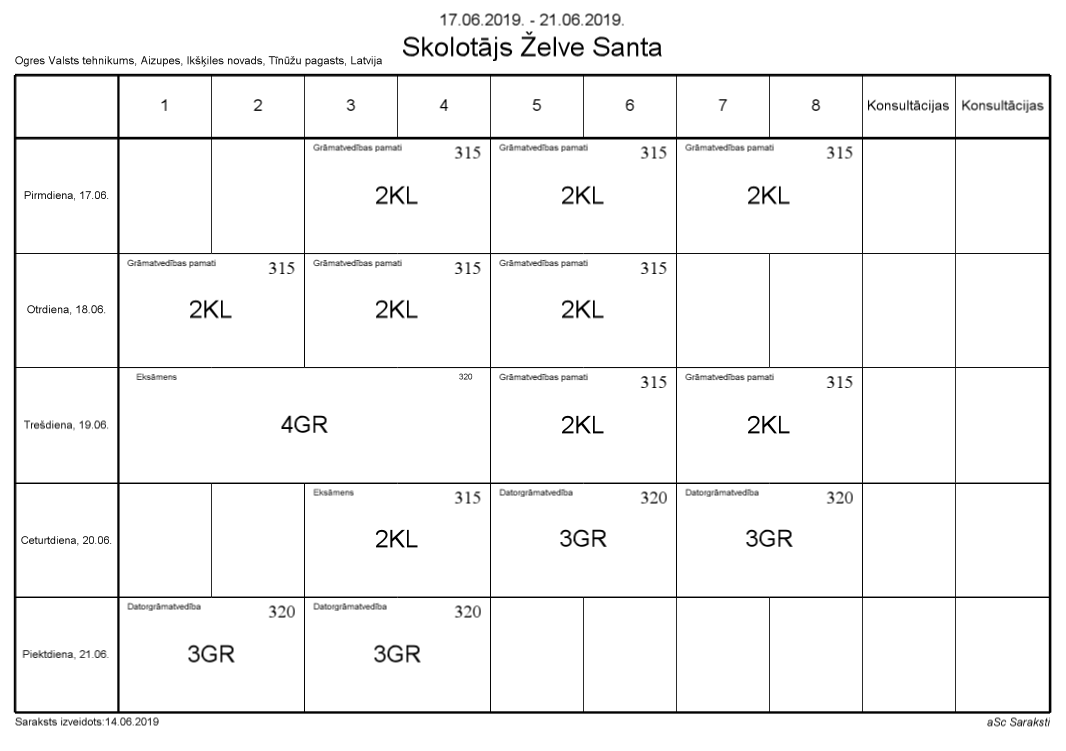 17.06.2019. - 21.06.2019.
Skolotājs Želve Santa
Ogres Valsts tehnikums, Aizupes, Ikšķiles novads, Tīnūžu pagasts, Latvija
1 2 3 4 5 6 7 8 Konsultācijas Konsultācijas
Grāmatvedības pamati 315 Grāmatvedības pamati 315 Grāmatvedības pamati 315
Pirmdiena, 17.06. 2KL 2KL 2KL
Grāmatvedības pamati 315 Grāmatvedības pamati 315 Grāmatvedības pamati 315
Otrdiena, 18.06. 2KL 2KL 2KL
Eksāmens 320 Grāmatvedības pamati 315 Grāmatvedības pamati 315
Trešdiena, 19.06. 4GR 2KL 2KL
Eksāmens 315 Datorgrāmatvedība 320 Datorgrāmatvedība 320
Ceturtdiena, 20.06. 2KL 3GR 3GR
Datorgrāmatvedība 320 Datorgrāmatvedība 320
Piektdiena, 21.06. 3GR 3GR
Saraksts izveidots:14.06.2019 aSc Saraksti